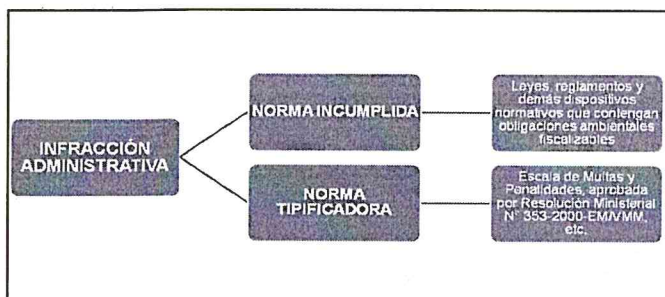 INFRACCIÓN
ADMINISTRATIVA
NORMA INCUMPLIDA
Leyes, reglamentos y
demás dispositivos
normativos que contengan
obligaciones ambientales
fiscalizables
NORMA
TIPIFICADORA
Escala de Multas y
Penalidades, aprobada
por Resolución Ministerial
N° 353-2000-EM/VMM,
etc.